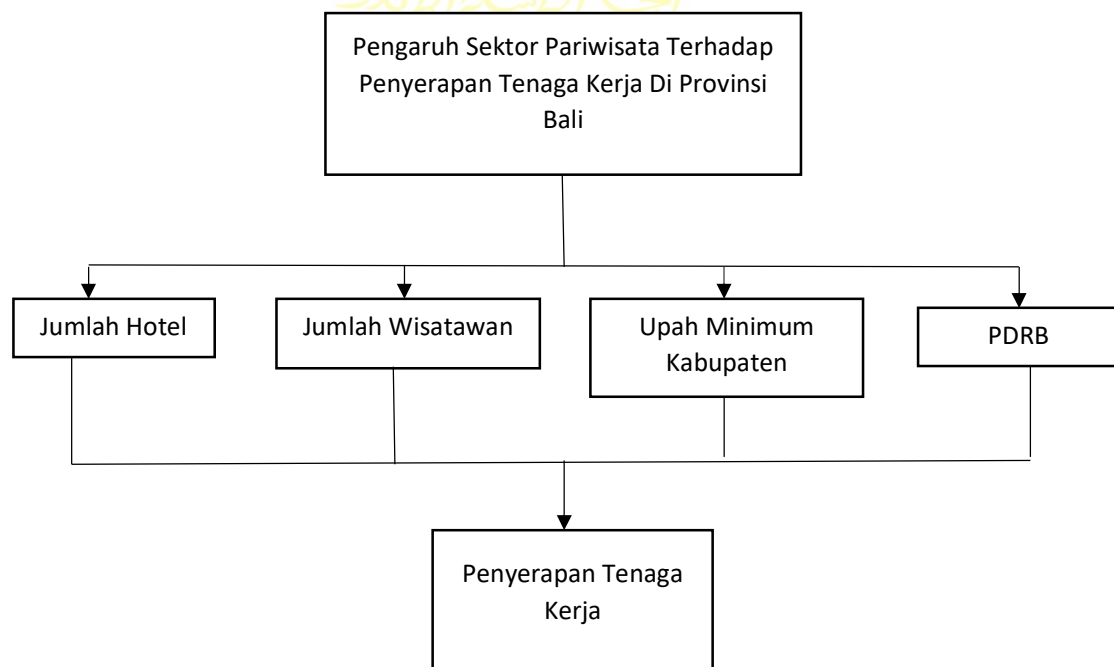 Pengaruh Sektor Pariwisata Terhadap
Penyerapan Tenaga Kerja Di Provinsi
Bali
Jumlah Hotel
Jumlah Wisatawan
Upah Minimum
Kabupaten
PDRB
Penyerapan Tenaga
Kerja